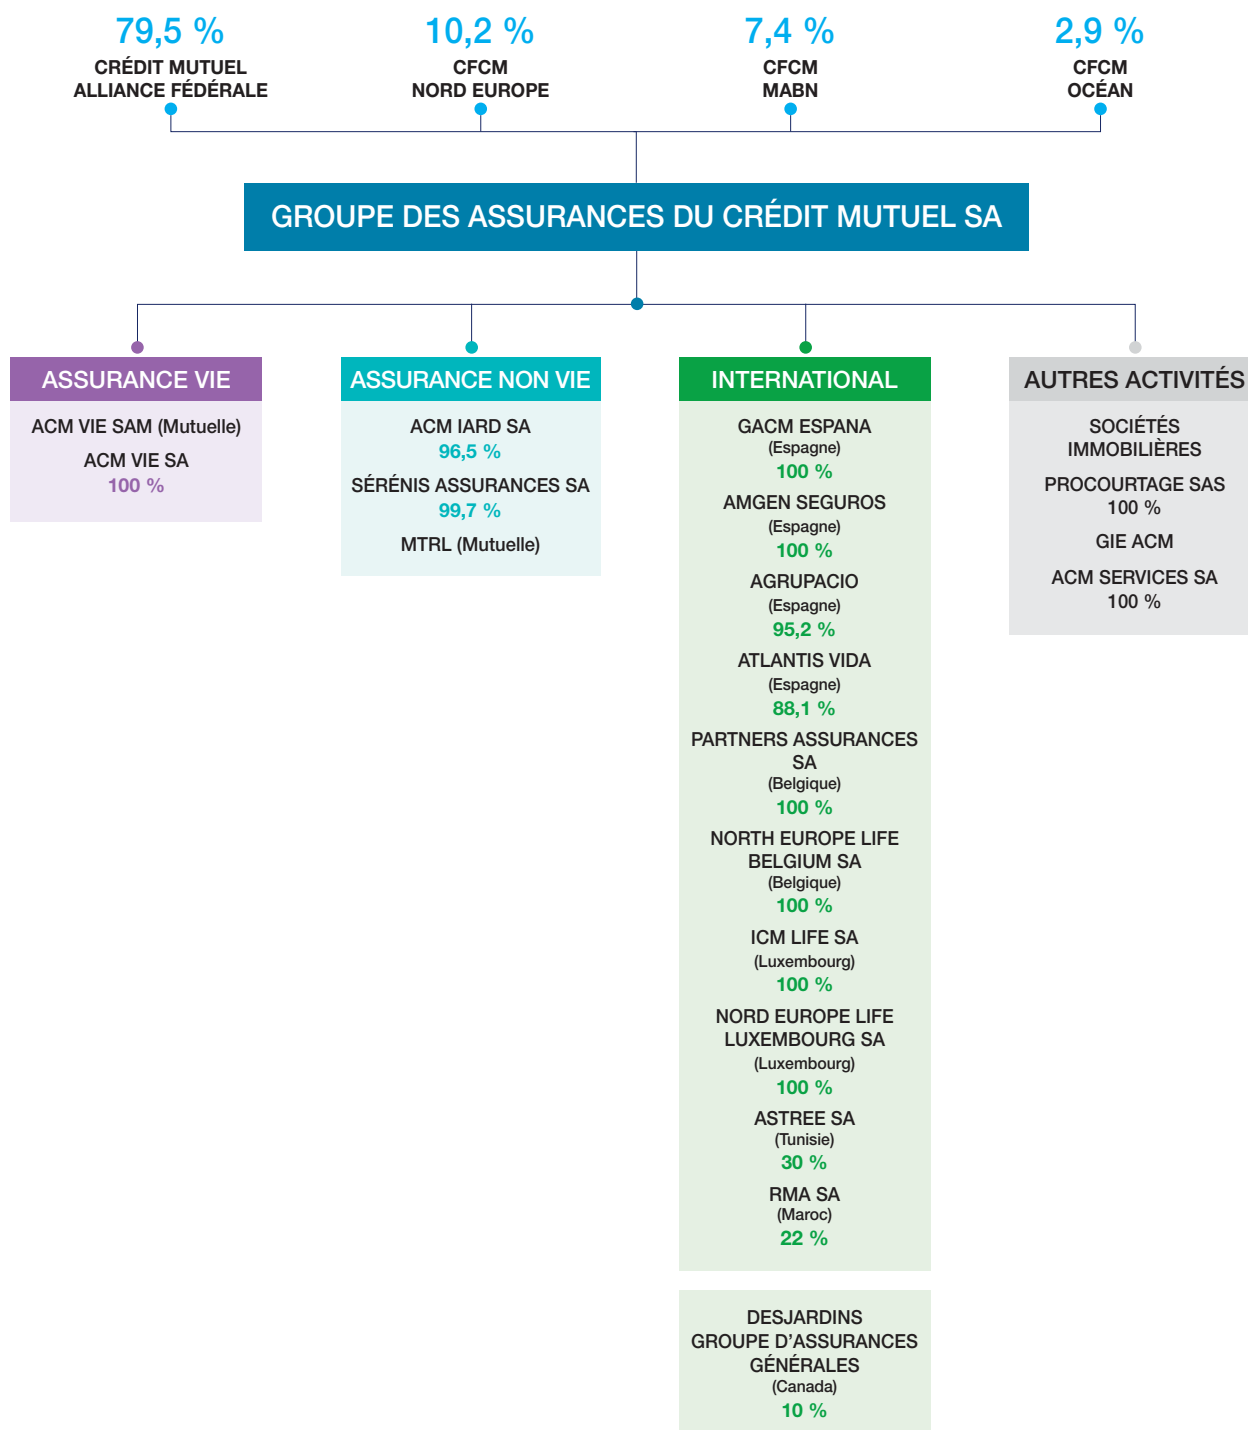 79,5 %
CRÉDIT MUTUEL
ALLIANCE FÉDÉRALE
10,2 %
CFCM
NORD EUROPE
7,4 %
CFCM
MABN
2,9 %
CFCM
OCÉAN
GROUPE DES ASSURANCES DU CRÉDIT MUTUEL SA
ASSURANCE VIE
ACM VIE SAM (Mutuelle)
ACM VIE SA
100 %
ASSURANCE NON VIE
ACM IARD SA
96,5 %
SÉRÉNIS ASSURANCES SA
99,7 %
MTRL (Mutuelle)
INTERNATIONAL
GACM ESPANA
(Espagne)
100 %
AMGEN SEGUROS
(Espagne)
100 %
AGRUPACIO
(Espagne)
95,2 %
ATLANTIS VIDA
(Espagne)
88,1 %
PARTNERS ASSURANCES
SA
(Belgique)
100 %
NORTH EUROPE LIFE
BELGIUM SA
(Belgique)
100 %
ICM LIFE SA
(Luxembourg)
100 %
NORD EUROPE LIFE
LUXEMBOURG SA
(Luxembourg)
100 %
ASTREE SA
(Tunisie)
30 %
RMA SA
(Maroc)
22 %
DESJARDINS
GROUPE D'ASSURANCES
GÉNÉRALES
(Canada)
10 %
AUTRES ACTIVITÉS
SOCIÉTÉS
IMMOBILIÈRES
PROCOURTAGE SAS
100 %
GIE ACM
ACM SERVICES SA
100 %